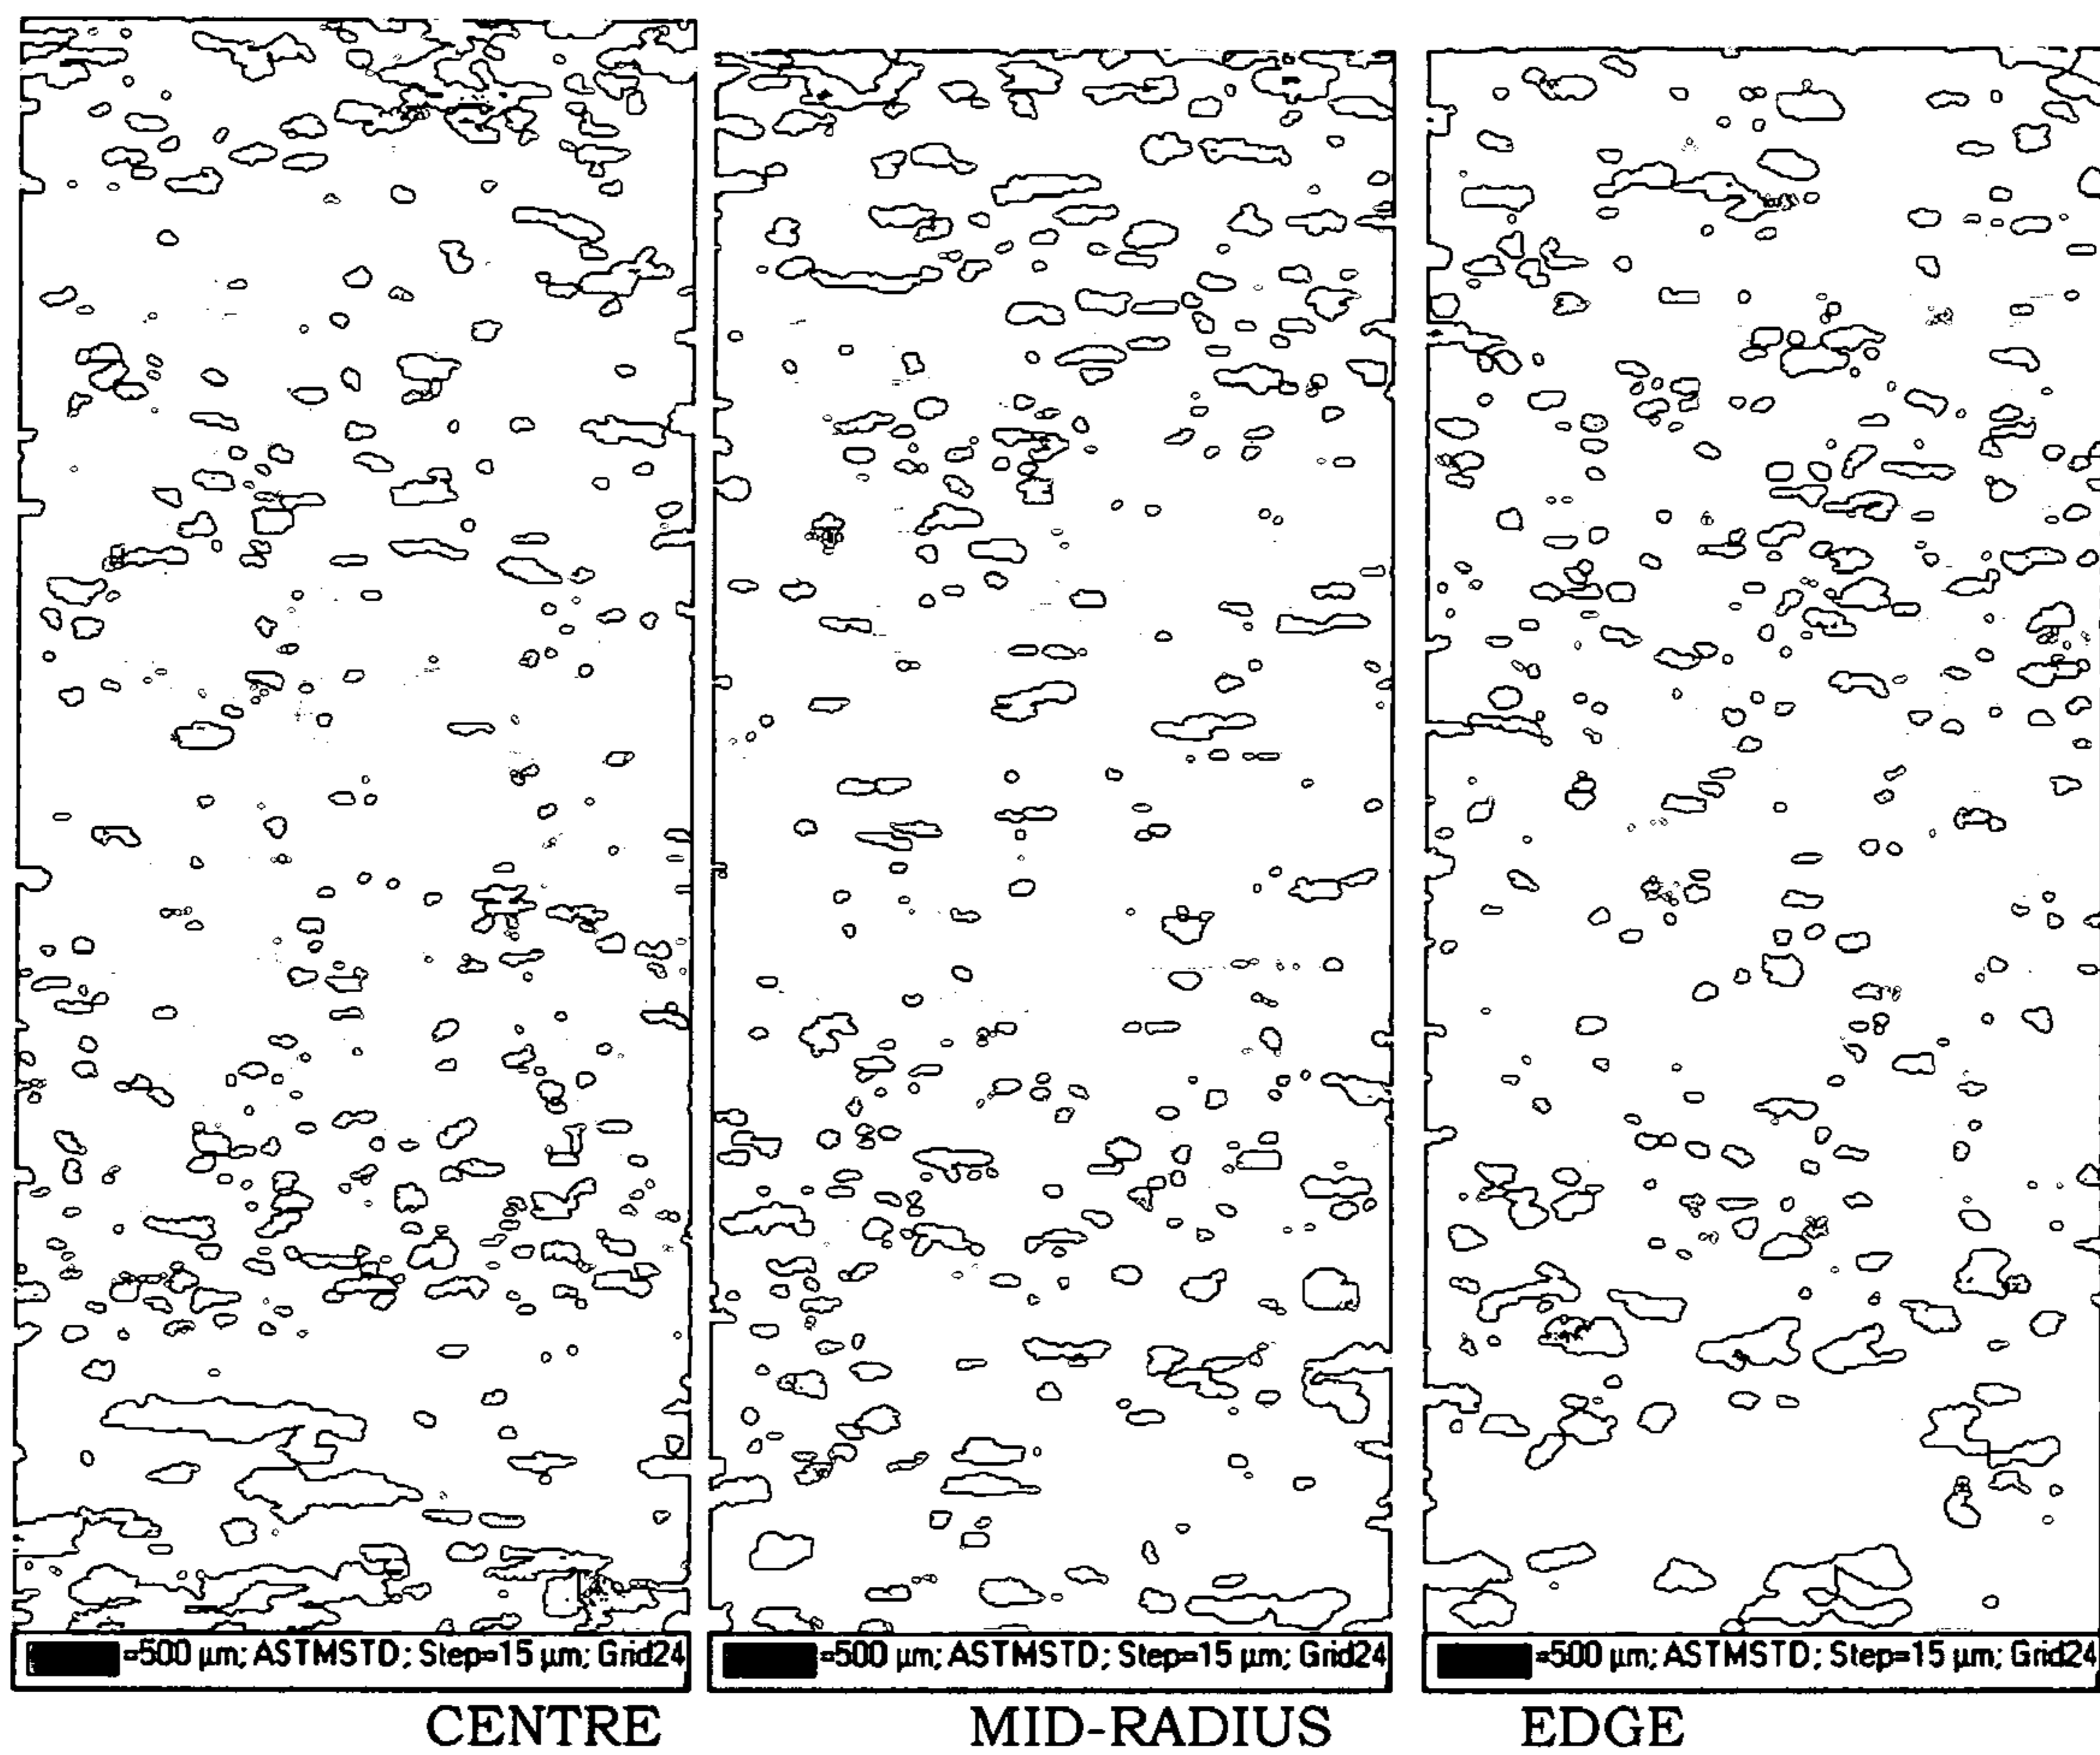 =500 µm; ASTMSTD; Step=15 µm; Grid24
=500 µm; ASTMSTD; Step=15 µm; Grid24
=500 µm; ASTMSTD; Step=15 µm; Grid24
CENTRE
MID-RADIUS
EDGE